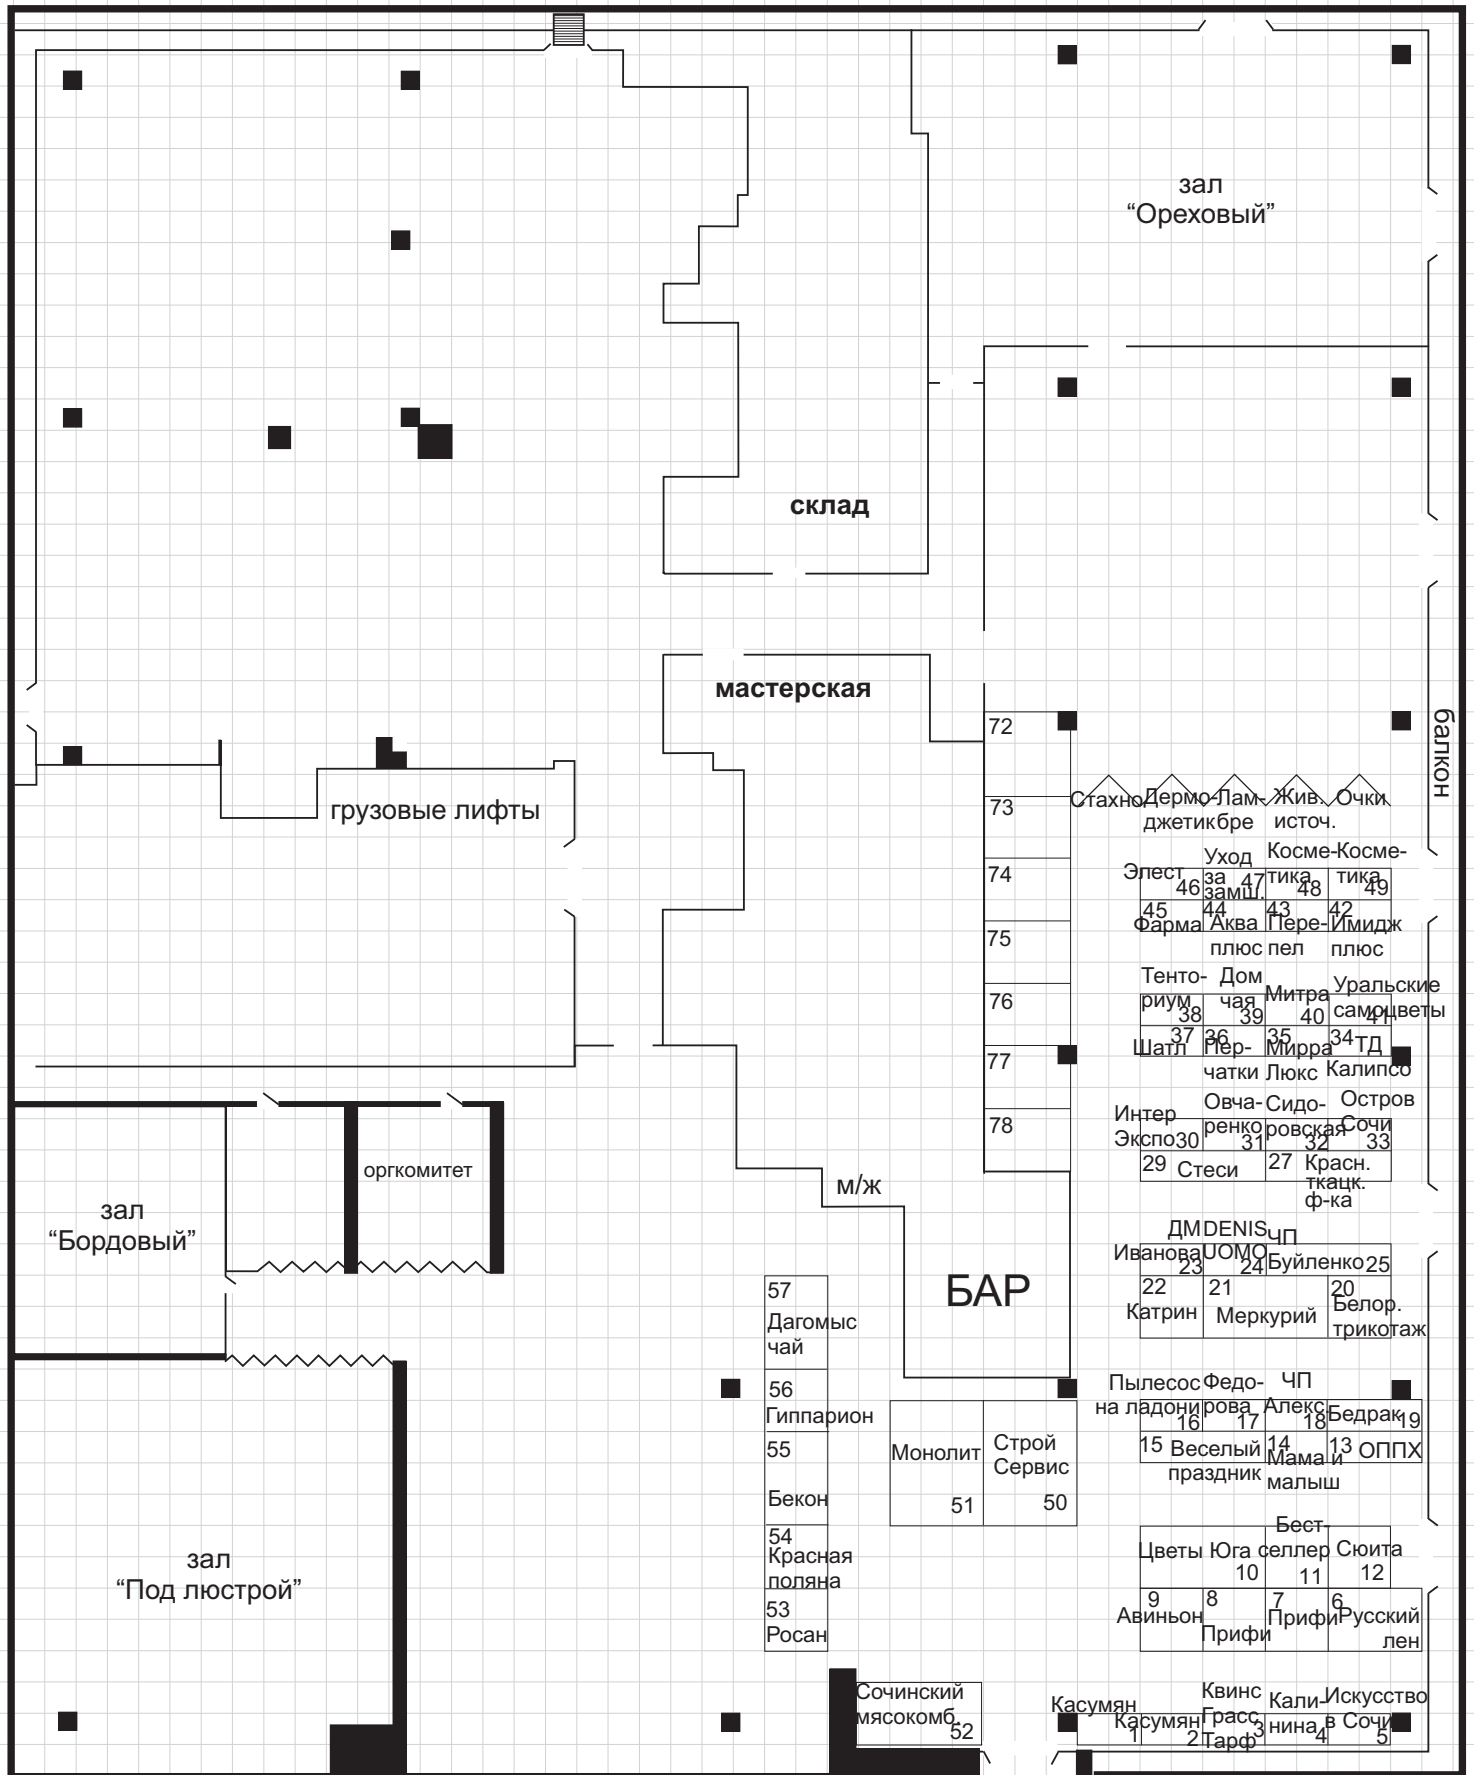 зал
“Ореховый”
склад
мастерская
балкон
грузовые лифты
72
73
74
75
76
77
78
Стахно
Дермо-
джетик
Лам-
бре
Жив.
источ.
Очки
Элест
46
Уход
за
замш.
47
Косме-
тика
48
Косме-
тика
49
45
Фарма
44
Аква
плюс
43
Пере-
пел
42
Имидж
плюс
Тенто-
риум
38
Дом
чая
39
Митра
40
Уральские
самоцветы
41
37
Шатл
36
Пер-
чатки
35
Мирра
Люкс
34
ТД
Калипсо
Интер
Экспо
30
Овча-
ренко
31
Сидо-
ровская
32
Остров
Сочи
33
29 Стеси
27 Красн.
ткацк.
ф-ка
оргкомитет
зал
“Бордовый”
м/ж
БАР
ДМ
Иванова
23
DENIS
UOMO
24
ЧП
Буйленко
25
22
Катрин
21
Меркурий
20
Белор.
трикотаж
57
Дагомыс
чай
56
Гиппарион
55
Бекон
54
Красная
поляна
53
Росан
Монолит
51
Строй
Сервис
50
Пылесос
на ладони
16
Федо-
рова
17
ЧП
Алекс.
18
Бедрак
19
15 Веселый
праздник
14
Мама и
малыш
13 ОППХ
зал
“Под люстрой”
Цветы Юга
10
Бест-
селлер
11
Сюита
12
9
Авиньон
8
Прифи
7
Прифи
6
Русский
лен
Сочинский
мясокомб.
52
Касумян
1
Касумян
2
Квинс
Грасс
Тарф
3
Кали-
нина
4
Искусство
в Сочи
5